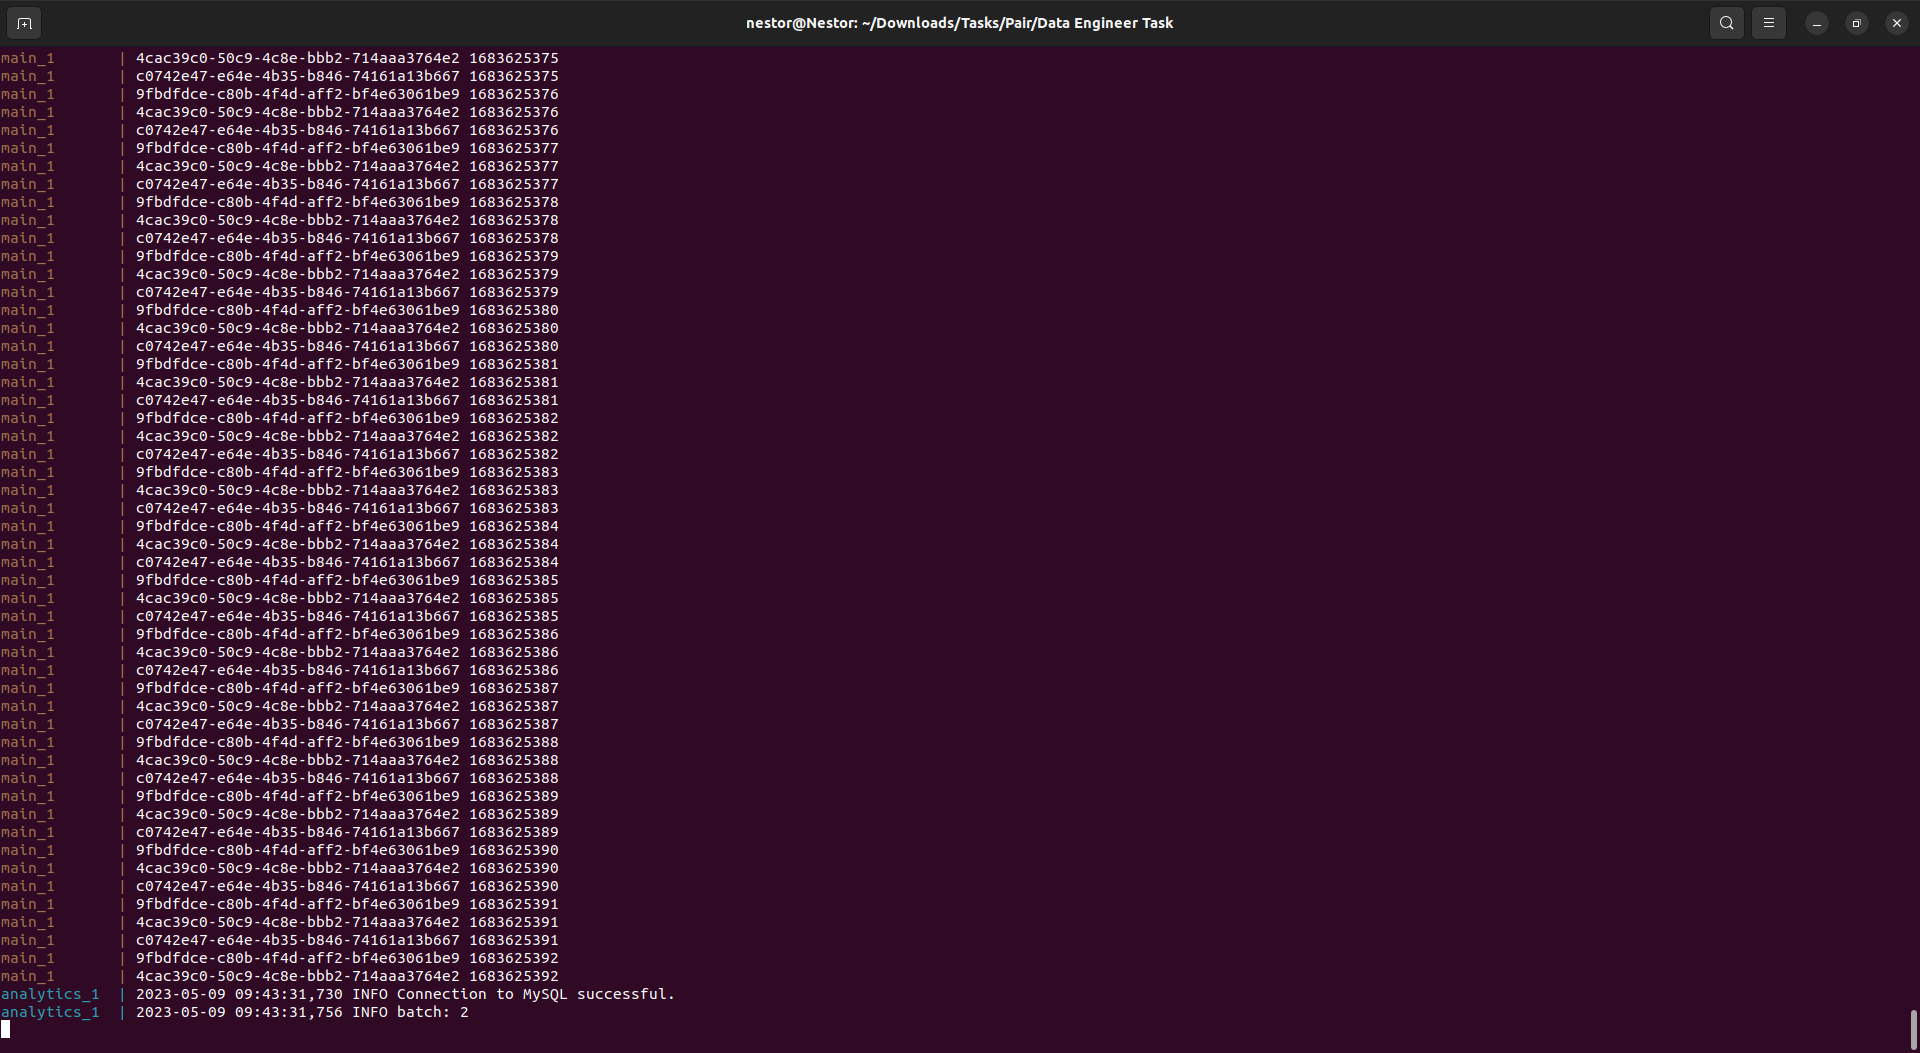 nestor@Nestor: ~/Downloads/Tasks/Pair/Data Engineer Task
main_1 | 4cac39c0-50c9-4c8e-bbb2-714aaa3764e2 1683625375
main_1 | c0742e47-e64e-4b35-b846-74161a13b667 1683625375
main_1 | 9fbdfdce-c80b-4f4d-aff2-bf4e63061be9 1683625376
main_1 | 4cac39c0-50c9-4c8e-bbb2-714aaa3764e2 1683625376
main_1 | c0742e47-e64e-4b35-b846-74161a13b667 1683625376
main_1 | 9fbdfdce-c80b-4f4d-aff2-bf4e63061be9 1683625377
main_1 | 4cac39c0-50c9-4c8e-bbb2-714aaa3764e2 1683625377
main_1 | c0742e47-e64e-4b35-b846-74161a13b667 1683625377
main_1 | 9fbdfdce-c80b-4f4d-aff2-bf4e63061be9 1683625378
main_1 | 4cac39c0-50c9-4c8e-bbb2-714aaa3764e2 1683625378
main_1 | c0742e47-e64e-4b35-b846-74161a13b667 1683625378
main_1 | 9fbdfdce-c80b-4f4d-aff2-bf4e63061be9 1683625379
main_1 | 4cac39c0-50c9-4c8e-bbb2-714aaa3764e2 1683625379
main_1 | c0742e47-e64e-4b35-b846-74161a13b667 1683625379
main_1 | 9fbdfdce-c80b-4f4d-aff2-bf4e63061be9 1683625380
main_1 | 4cac39c0-50c9-4c8e-bbb2-714aaa3764e2 1683625380
main_1 | c0742e47-e64e-4b35-b846-74161a13b667 1683625380
main_1 | 9fbdfdce-c80b-4f4d-aff2-bf4e63061be9 1683625381
main_1 | 4cac39c0-50c9-4c8e-bbb2-714aaa3764e2 1683625381
main_1 | c0742e47-e64e-4b35-b846-74161a13b667 1683625381
main_1 | 9fbdfdce-c80b-4f4d-aff2-bf4e63061be9 1683625382
main_1 | 4cac39c0-50c9-4c8e-bbb2-714aaa3764e2 1683625382
main_1 | c0742e47-e64e-4b35-b846-74161a13b667 1683625382
main_1 | 9fbdfdce-c80b-4f4d-aff2-bf4e63061be9 1683625383
main_1 | 4cac39c0-50c9-4c8e-bbb2-714aaa3764e2 1683625383
main_1 | c0742e47-e64e-4b35-b846-74161a13b667 1683625383
main_1 | 9fbdfdce-c80b-4f4d-aff2-bf4e63061be9 1683625384
main_1 | 4cac39c0-50c9-4c8e-bbb2-714aaa3764e2 1683625384
main_1 | c0742e47-e64e-4b35-b846-74161a13b667 1683625384
main_1 | 9fbdfdce-c80b-4f4d-aff2-bf4e63061be9 1683625385
main_1 | 4cac39c0-50c9-4c8e-bbb2-714aaa3764e2 1683625385
main_1 | c0742e47-e64e-4b35-b846-74161a13b667 1683625385
main_1 | 9fbdfdce-c80b-4f4d-aff2-bf4e63061be9 1683625386
main_1 | 4cac39c0-50c9-4c8e-bbb2-714aaa3764e2 1683625386
main_1 | c0742e47-e64e-4b35-b846-74161a13b667 1683625386
main_1 | 9fbdfdce-c80b-4f4d-aff2-bf4e63061be9 1683625387
main_1 | 4cac39c0-50c9-4c8e-bbb2-714aaa3764e2 1683625387
main_1 | c0742e47-e64e-4b35-b846-74161a13b667 1683625387
main_1 | 9fbdfdce-c80b-4f4d-aff2-bf4e63061be9 1683625388
main_1 | 4cac39c0-50c9-4c8e-bbb2-714aaa3764e2 1683625388
main_1 | c0742e47-e64e-4b35-b846-74161a13b667 1683625388
main_1 | 9fbdfdce-c80b-4f4d-aff2-bf4e63061be9 1683625389
main_1 | 4cac39c0-50c9-4c8e-bbb2-714aaa3764e2 1683625389
main_1 | c0742e47-e64e-4b35-b846-74161a13b667 1683625389
main_1 | 9fbdfdce-c80b-4f4d-aff2-bf4e63061be9 1683625390
main_1 | 4cac39c0-50c9-4c8e-bbb2-714aaa3764e2 1683625390
main_1 | c0742e47-e64e-4b35-b846-74161a13b667 1683625390
main_1 | 9fbdfdce-c80b-4f4d-aff2-bf4e63061be9 1683625391
main_1 | 4cac39c0-50c9-4c8e-bbb2-714aaa3764e2 1683625391
main_1 | c0742e47-e64e-4b35-b846-74161a13b667 1683625391
main_1 | 9fbdfdce-c80b-4f4d-aff2-bf4e63061be9 1683625392
main_1 | 4cac39c0-50c9-4c8e-bbb2-714aaa3764e2 1683625392
analytics_1 | 2023-05-09 09:43:31,730 INFO Connection to MySQL successful.
analytics_1 | 2023-05-09 09:43:31,756 INFO batch: 2